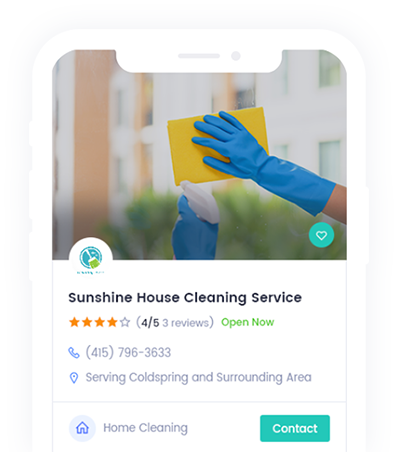 Sunshine House Cleaning Service
(4/5 3 reviews) Open Now
(415) 796-3633
Serving Coldspring and Surrounding Area
Home Cleaning
Contact